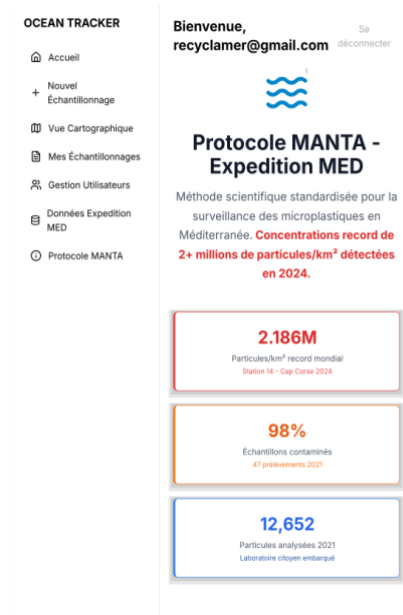 OCEAN TRACKER
Accueil
Nouvel
Échantillonnage
Vue Cartographique
Mes Échantillonnages
Gestion Utilisateurs
Données Expedition
MED
Protocole MANTA
Bienvenue,
recyclamer@gmail.com
Se
déconnecter
Protocole MANTA -
Expedition MED
Méthode scientifique standardisée pour la
surveillance des microplastiques en
Méditerranée. Concentrations record de
2+ millions de particules/km² détectées
en 2024.
2.186M
Particules/km² record mondial
Station 14 - Cap Corse 2024
98%
Échantillons contaminés
47 prélèvements 2021
12,652
Particules analysées 2021
Laboratoire citoyen embarqué